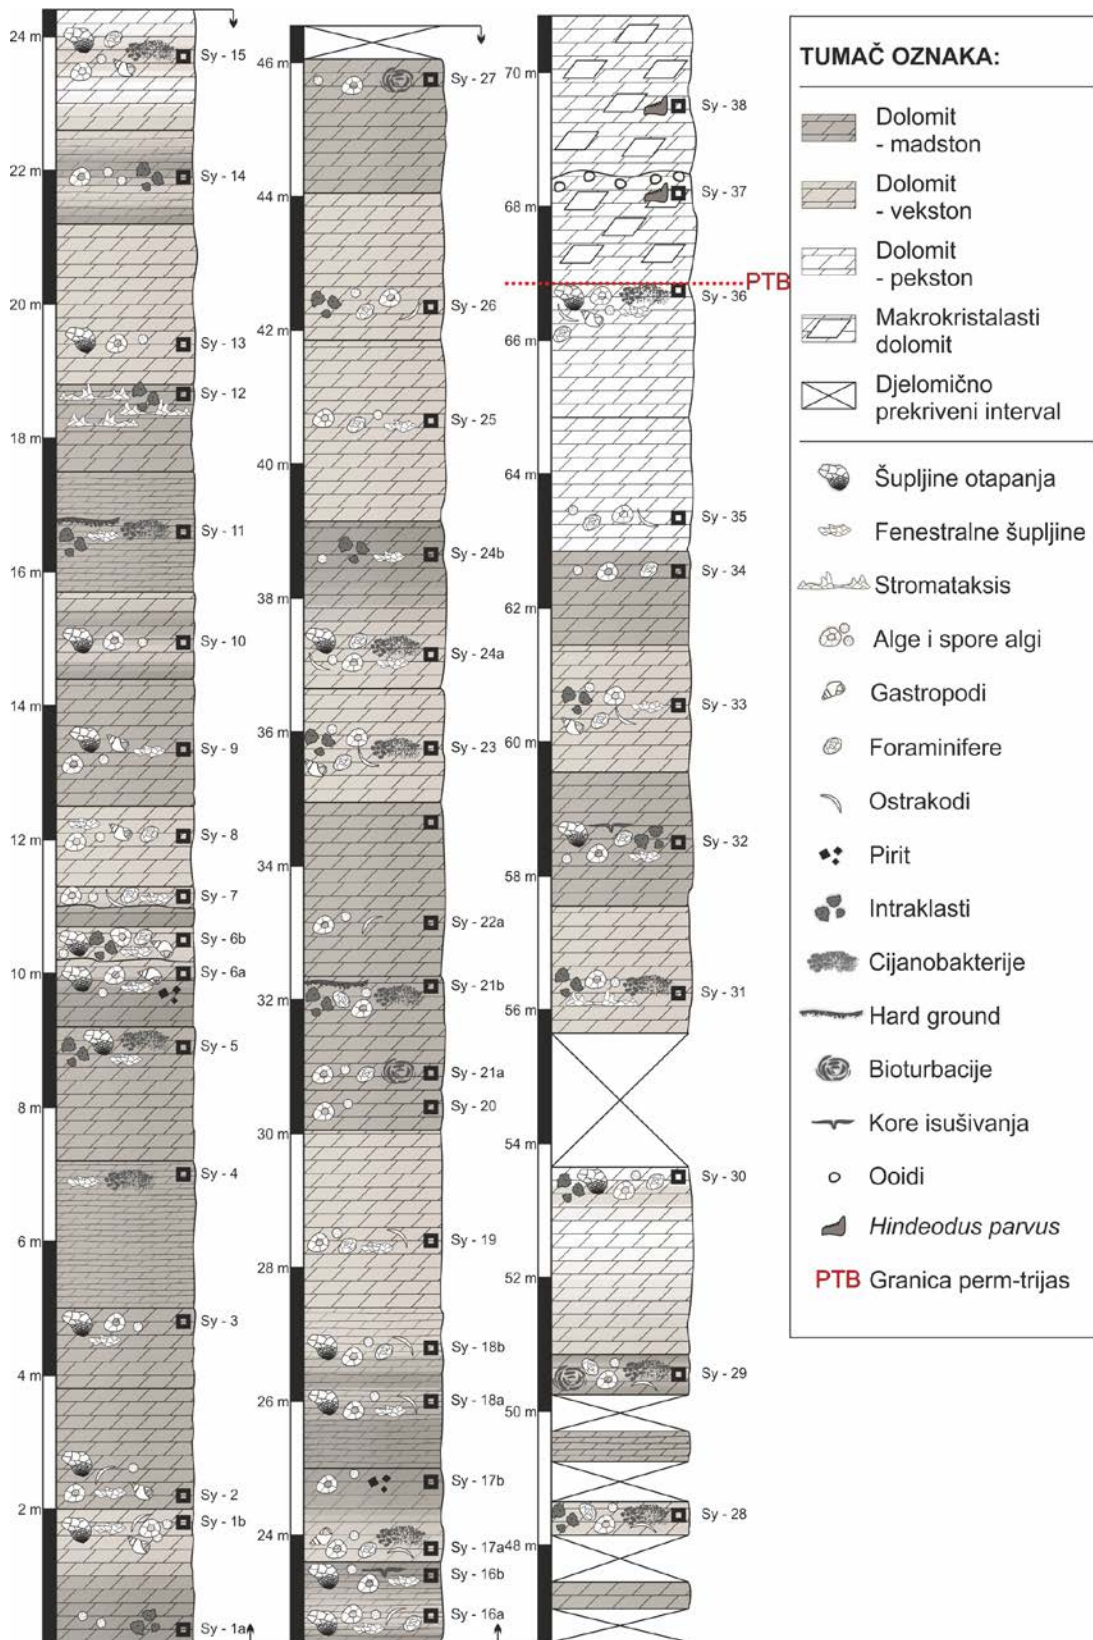 24 m
Sy - 15
22 m
Sy - 14
20 m
Sy - 13
Sy - 12
18 m
Sy - 11
16 m
Sy - 10
14 m
Sy - 9
12 m
Sy - 8
Sy - 7
Sy - 6b
10 m
Sy - 6a
Sy - 5
8 m
Sy - 4
6 m
Sy - 3
4 m
Sy - 2
2 m
Sy - 1b
Sy - 1a
46 m
Sy - 27
44 m
Sy - 26
42 m
Sy - 25
40 m
Sy - 24b
38 m
Sy - 24a
36 m
Sy - 23
34 m
Sy - 22a
32 m
Sy - 21b
Sy - 21a
Sy - 20
30 m
Sy - 19
28 m
Sy - 18b
26 m
Sy - 18a
Sy - 17b
24 m
Sy - 17a
Sy - 16b
Sy - 16a
70 m
Sy - 38
68 m
Sy - 37
PTB
Sy - 36
66 m
64 m
Sy - 35
Sy - 34
62 m
Sy - 33
60 m
Sy - 32
58 m
Sy - 31
56 m
54 m
Sy - 30
52 m
Sy - 29
50 m
Sy - 28
48 m
TUMAČ OZNAKA:
Dolomit
- madston
Dolomit
- vekston
Dolomit
- pekston
Makrokristalasti
dolomit
Djelomično
prekriveni interval
Šupljine otapanja
Fenestralne šupljine
Stromataksis
Alge i spore algi
Gastropodi
Foraminifere
Ostrakodi
Pirit
Intraklasti
Cijanobakterije
Hard ground
Bioturbacije
Kore isušivanja
Ooidi
Hindeodus parvus
PTB Granica perm-trijas